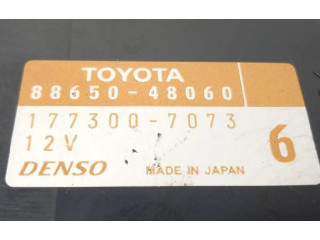 TOYOTA
88650-48060
177300-7073
12V 6
DENSO MADE IN JAPAN